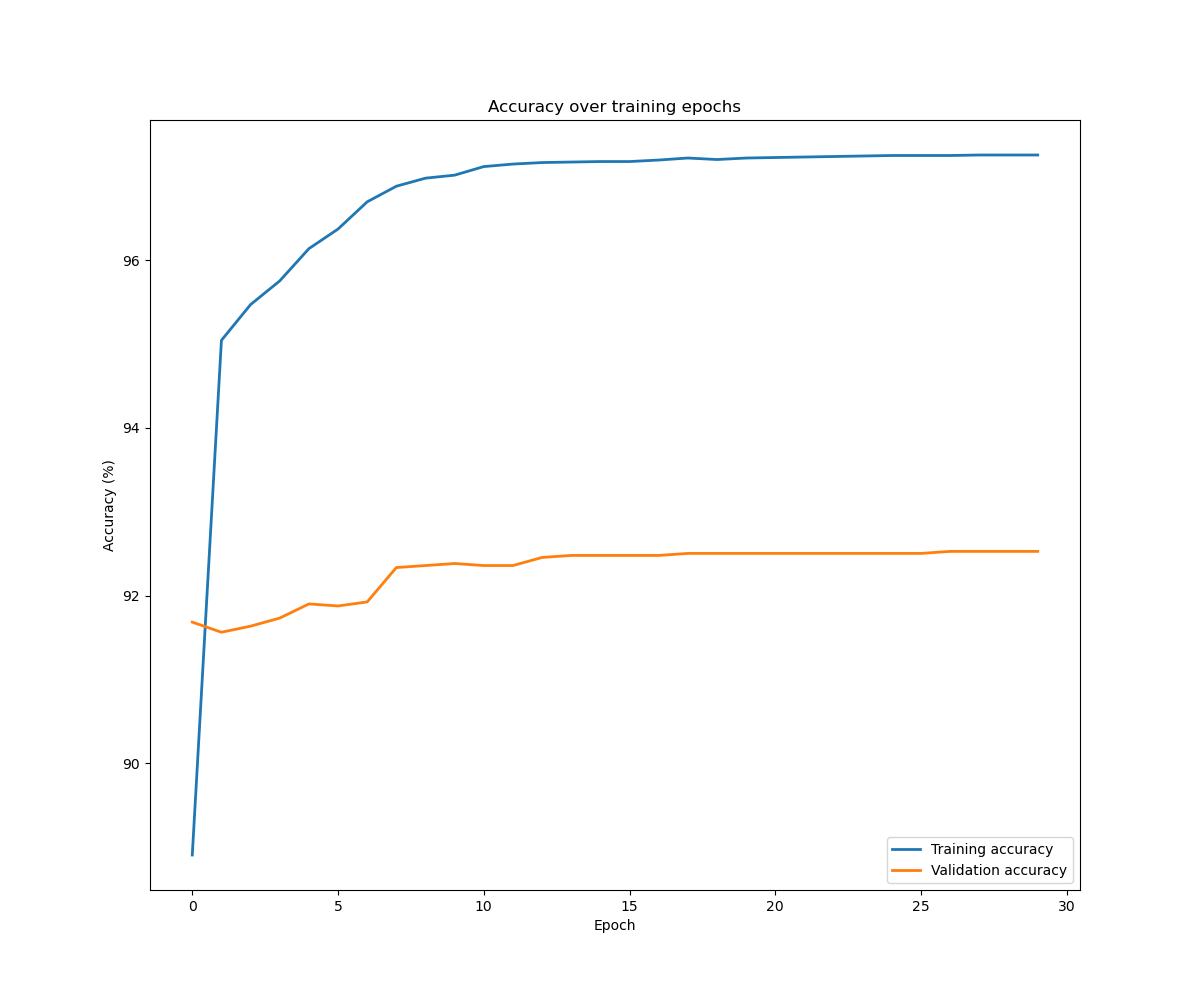 Accuracy over training epochs
Accuracy (%)
96
94
92
90
0 5 10 15 20 25 30
Epoch
Training accuracy
Validation accuracy